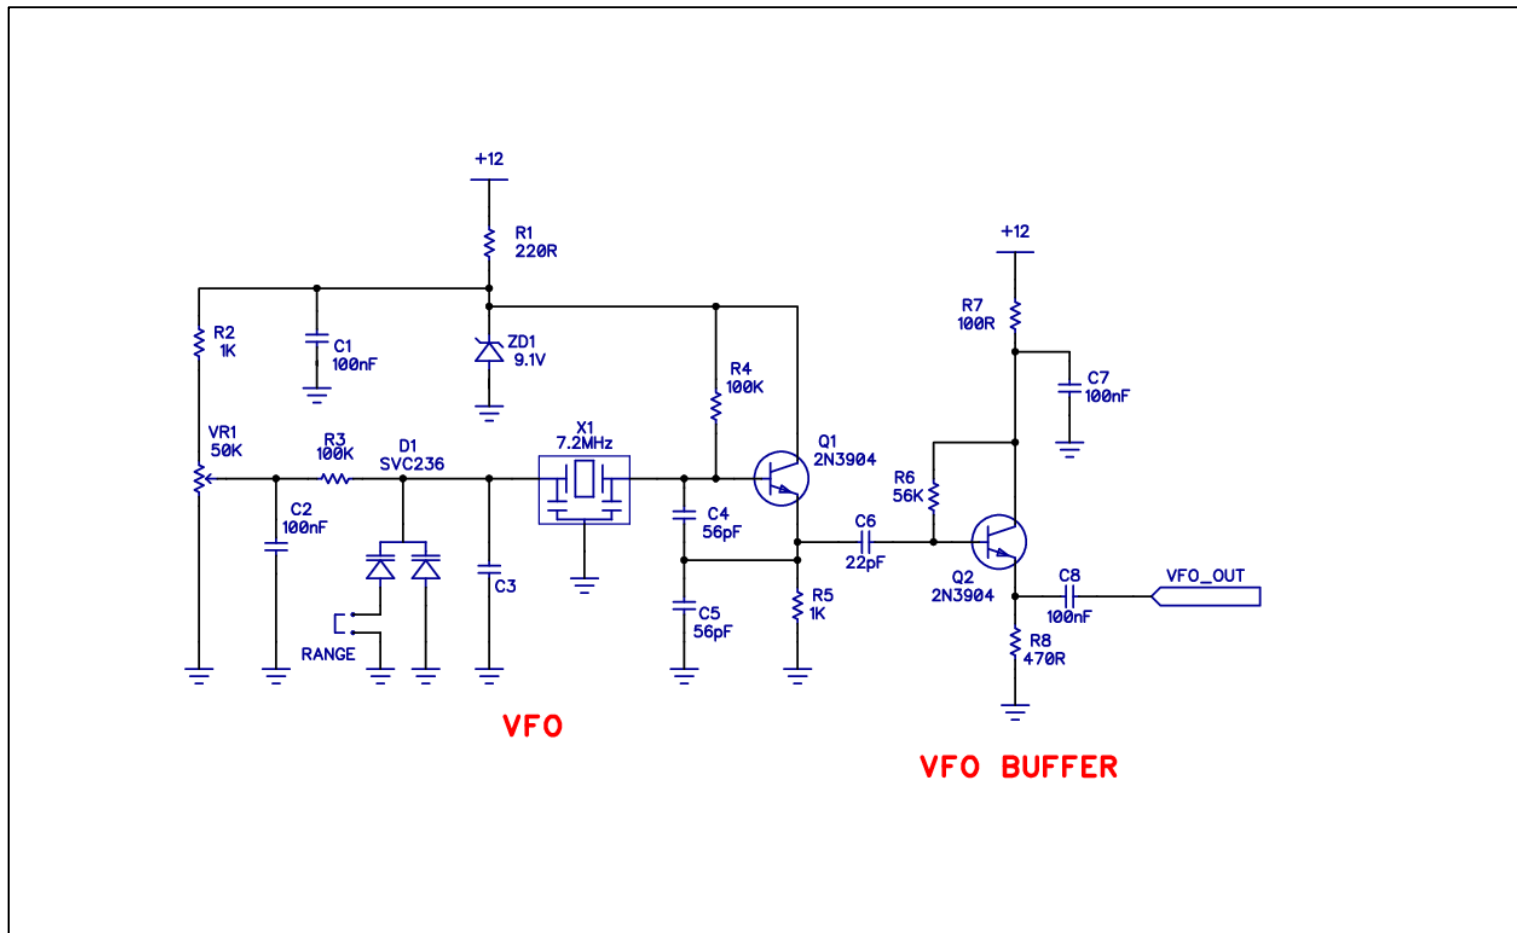 +12
R1
220R
+12
R7
100R
R2
1K
C1
100nF
ZD1
9.1V
R4
100K
C7
100nF
VR1
50K
R3
100K
D1
SVC236
X1
7.2MHz
Q1
2N3904
R6
56K
C2
100nF
C4
56pF
C6
22pF
C3
Q2
2N3904
C8
100nF
VFO_OUT
C5
56pF
R5
1K
RANGE
R8
470R
VFO
VFO BUFFER